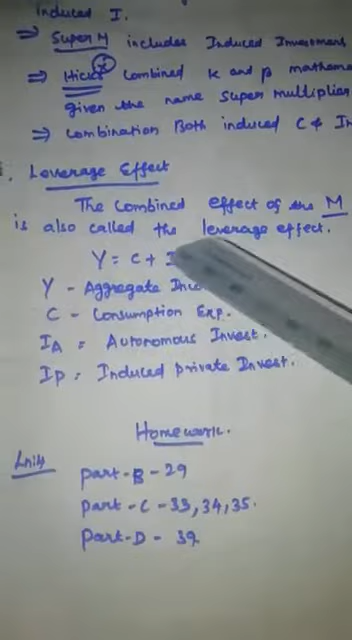 induced I.
⇒ Super M includes Induced Investment
⇒ Hicks combined k and β mathema
given the name Super multiplier
⇒ Combination Both induced C & In
Leverage Effect
The Combined effect of the M
is also called the leverage effect.
Y = C + I
Y - Aggregate Inco
C - Consumption Exp.
IA = Autonomous Invest.
Ip = Induced private Invest.
Homework.
part-B - 29
part-C - 33, 34, 35.
part-D - 39